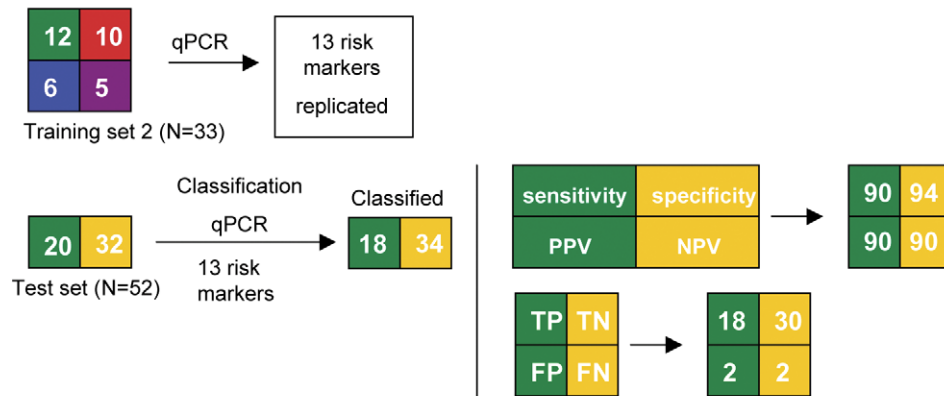 12 10
6 5
qPCR
13 risk
markers
replicated
Training set 2 (N=33)
20 32
Test set (N=52)
Classification
qPCR
13 risk
markers
Classified
18 34
sensitivity specificity
PPV NPV
90 94
90 90
TP TN
FP FN
18 30
2 2